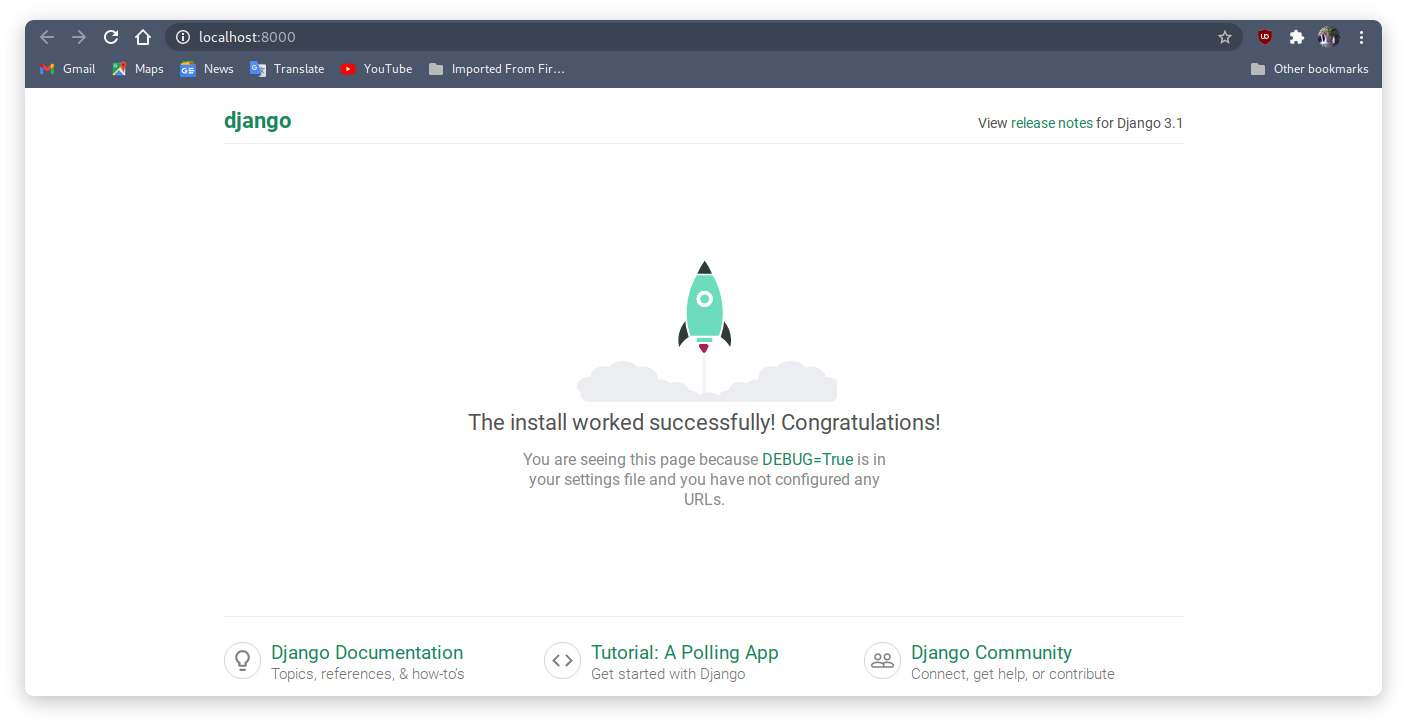 localhost:8000
Gmail Maps News Translate YouTube Imported From Fir... Other bookmarks
django
View release notes for Django 3.1
The install worked successfully! Congratulations!
You are seeing this page because DEBUG=True is in
your settings file and you have not configured any
URLs.
Django Documentation
Topics, references, & how-to's
Tutorial: A Polling App
Get started with Django
Django Community
Connect, get help, or contribute